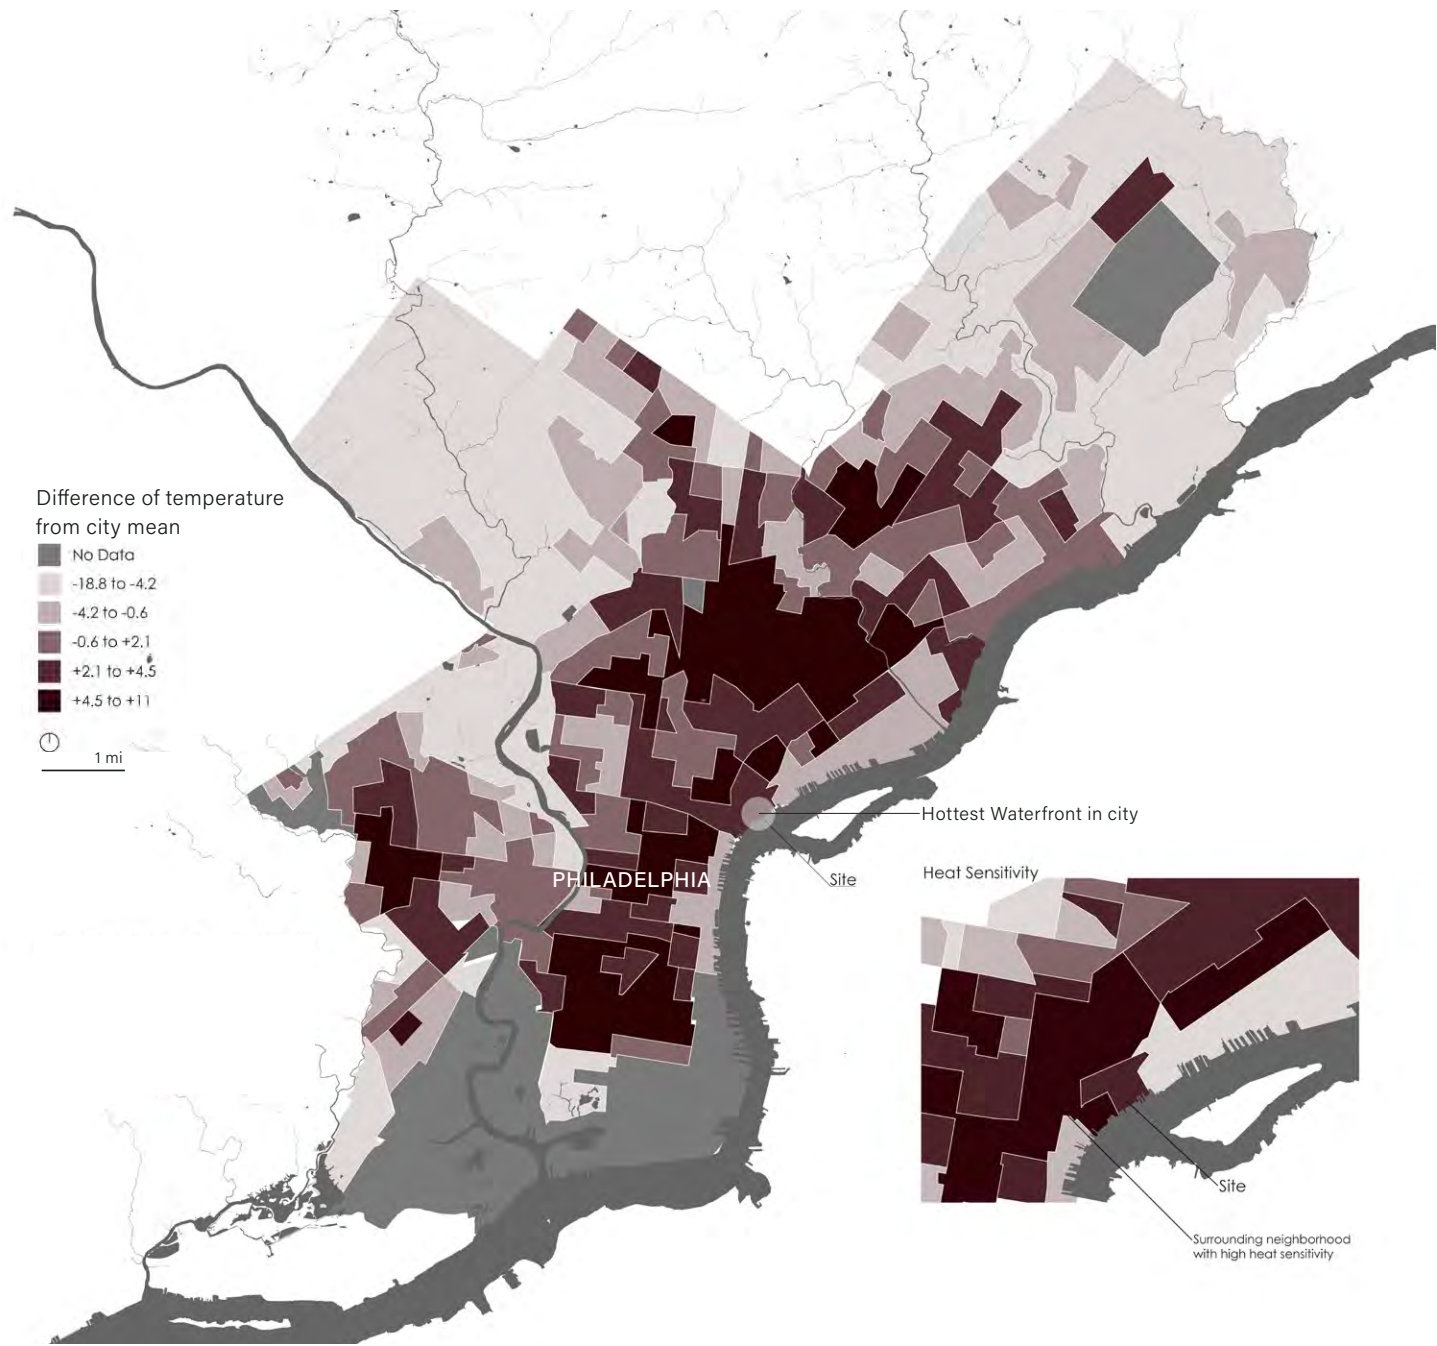 Difference of temperature
from city mean
No Data
-18.8 to -4.2
-4.2 to -0.6
-0.6 to +2.1
+2.1 to +4.5
+4.5 to +11
1 mi
Hottest Waterfront in city
Site
PHILADELPHIA
Heat Sensitivity
Site
Surrounding neighborhood
with high heat sensitivity